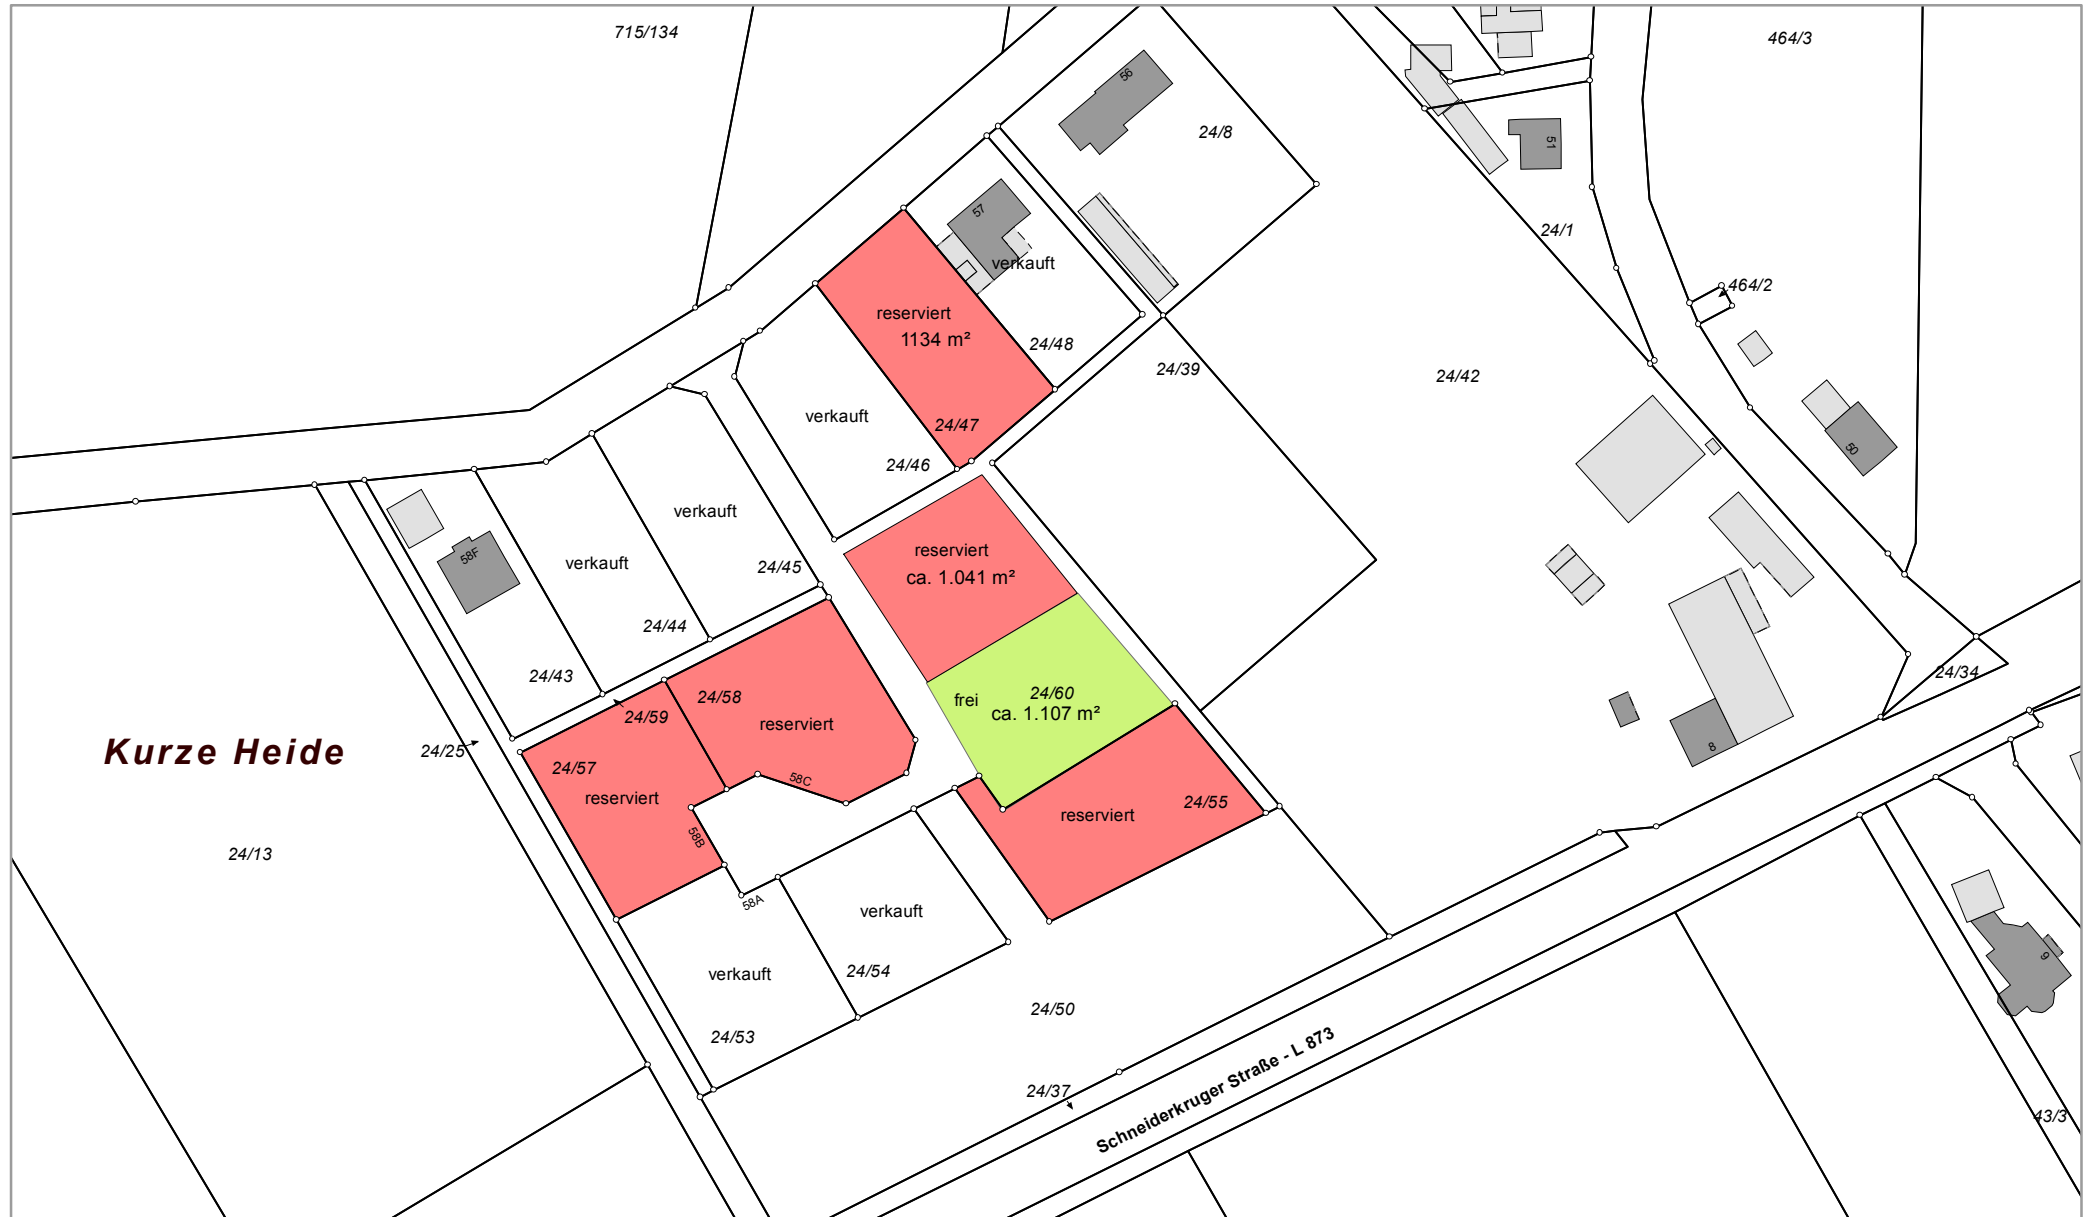 715/134
464/3
56
24/8
51
57
24/1
verkauft
464/2
reserviert
1134 m²
24/48
24/39
24/42
verkauft
24/47
24/46
50
verkauft
58F
verkauft
24/45
reserviert
ca. 1.041 m²
24/44
24/43
24/58
24/59
frei
24/60
ca. 1.107 m²
24/34
reserviert
Kurze Heide
24/25
24/57
8
58C
reserviert
24/55
reserviert
58B
24/13
58A
verkauft
24/54
verkauft
9
24/50
24/53
Schneiderkruger Straße - L 873
24/37
43/3